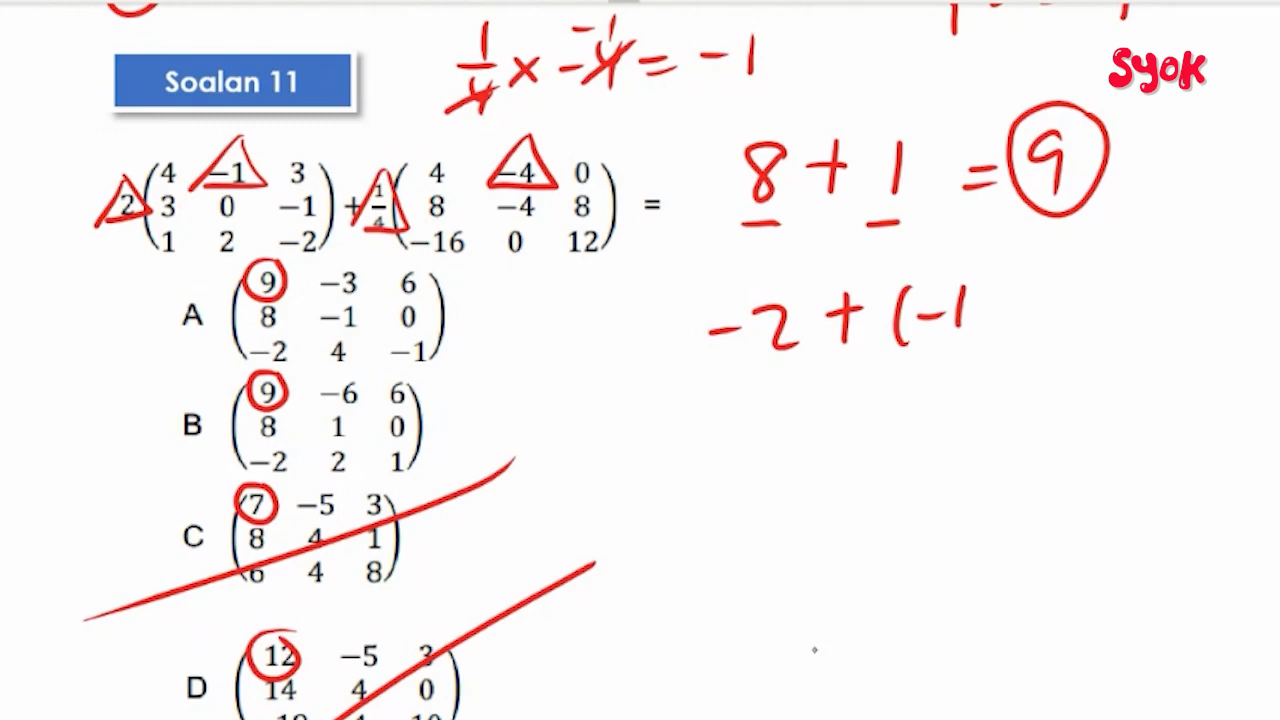 1/4 × -4 = -1
-1
Syok
Soalan 11
8 + 1 = 9
2(4 -1 3) + 1/4(4 -4 0)
3 0 -1 8 -4 8 =
1 2 -2 -16 0 12
-2 + (-1
A (9 -3 6)
8 -1 0
-2 4 -1
B (9 -6 6)
8 1 0
-2 2 1
C (7 -5 3)
8 4 1
6 4 8
D (12 -5 3)
14 4 0